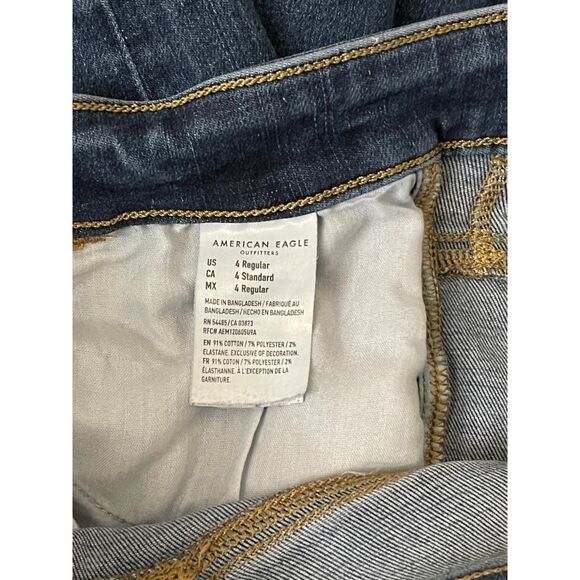 AMERICAN EAGLE
OUTFITTERS
US 4 Regular
CA 4 Standard
MX 4 Regular
MADE IN BANGLADESH / FABRIQUÉ AU
BANGLADESH / HECHO EN BANGLADESH
RN 54485 / CA 03873
RFC# AEM120605U9A
EN 91% COTTON / 7% POLYESTER / 2%
ELASTANE. EXCLUSIVE OF DECORATION.
FR 91% COTON / 7% POLYESTER / 2%
ÉLASTHANNE. À L'EXCEPTION DE LA
GARNITURE.